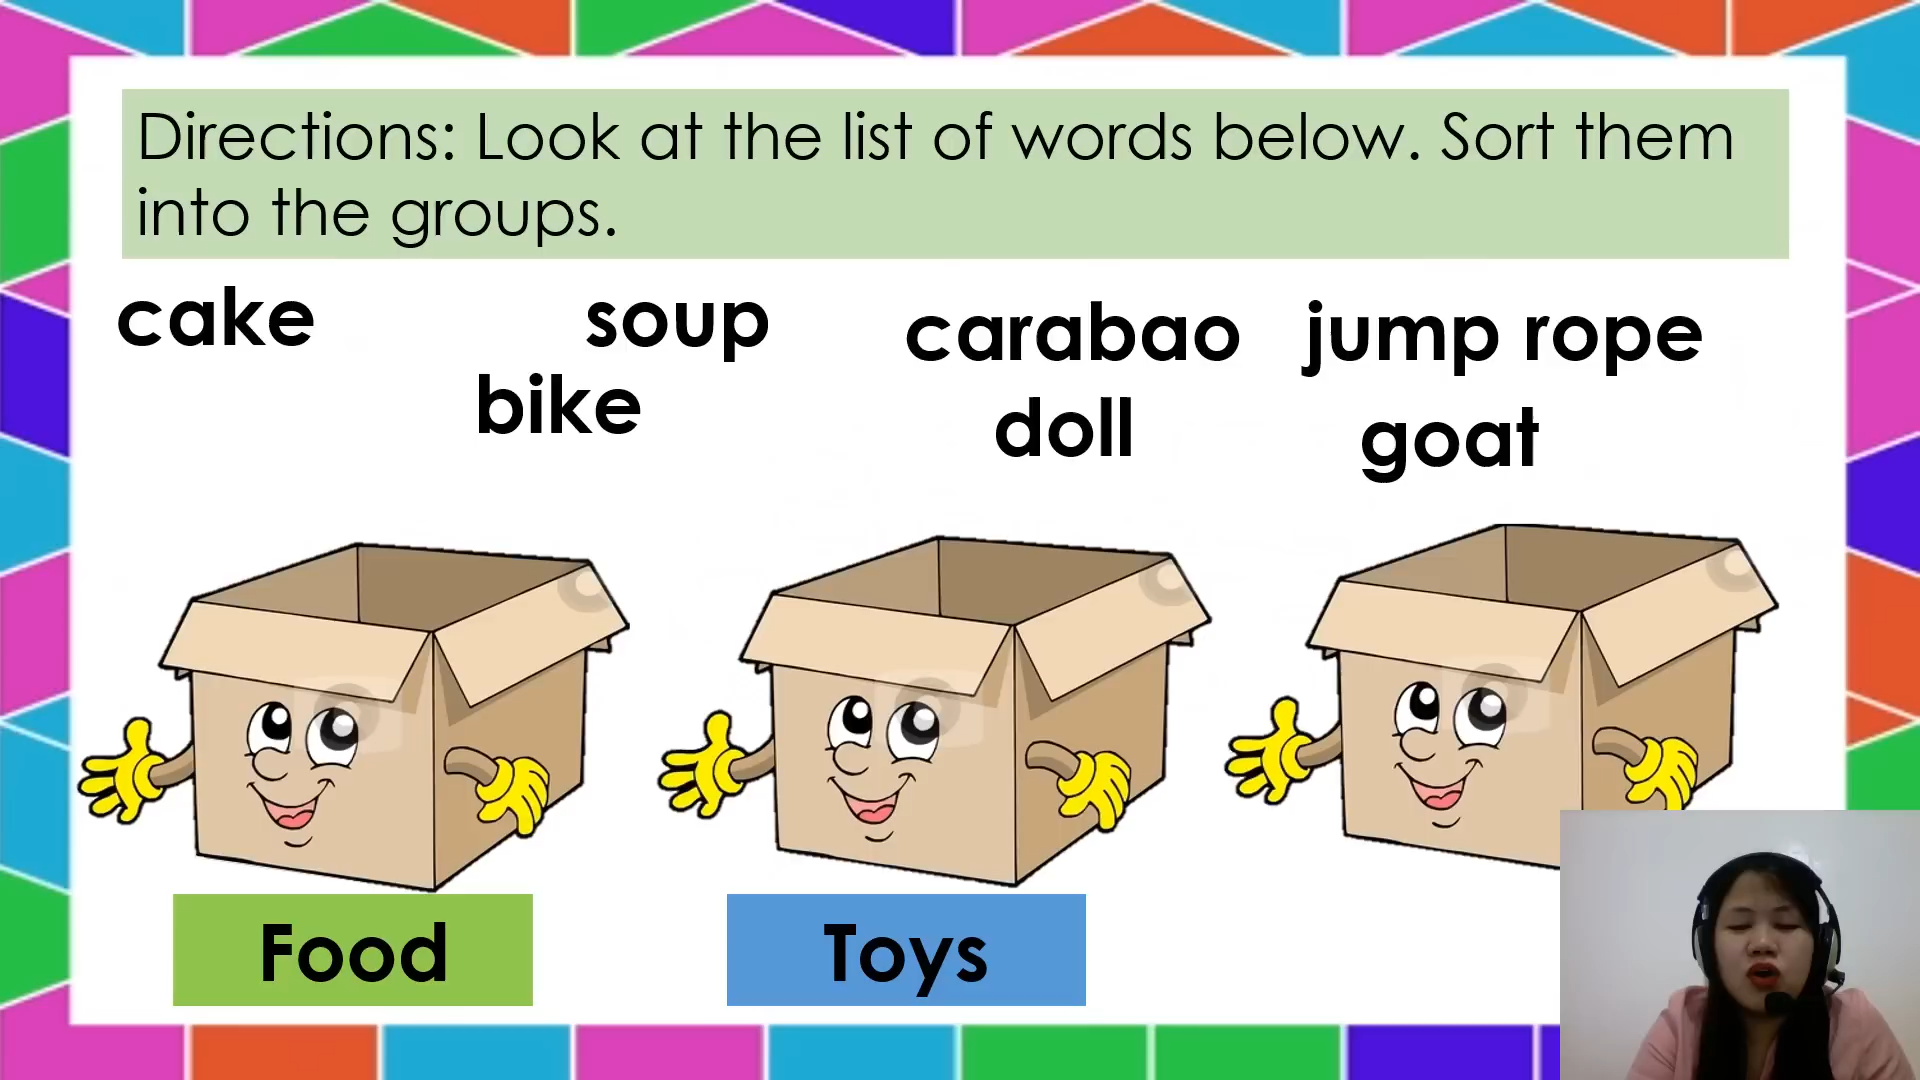 Directions: Look at the list of words below. Sort them
into the groups.
cake soup carabao jump rope
bike doll goat
Food Toys